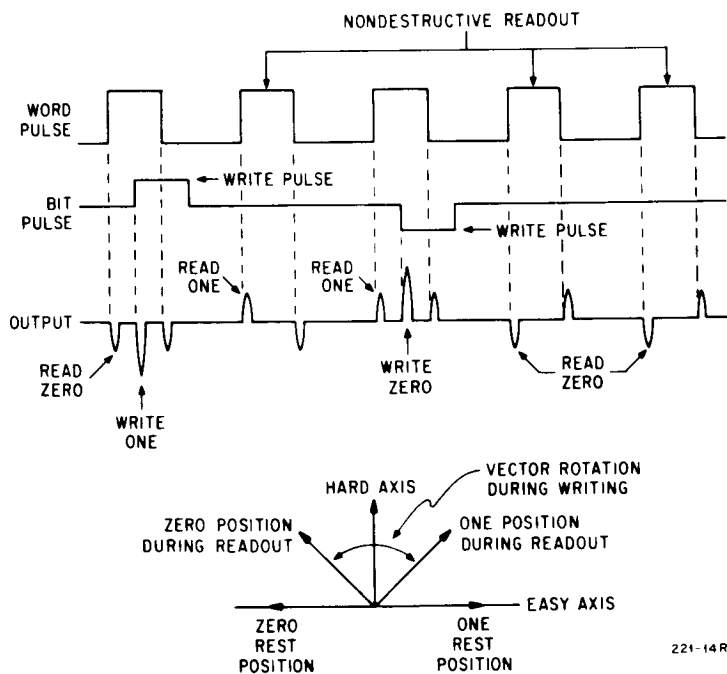 NONDESTRUCTIVE READOUT
WORD
PULSE
WRITE PULSE
BIT
PULSE
WRITE PULSE
READ
ONE
READ
ONE
OUTPUT
READ
ZERO
WRITE
ONE
WRITE
ZERO
READ
ZERO
VECTOR ROTATION
DURING WRITING
HARD AXIS
ZERO POSITION
DURING READOUT
ONE POSITION
DURING READOUT
EASY AXIS
ZERO
REST
POSITION
ONE
REST
POSITION
221-14R